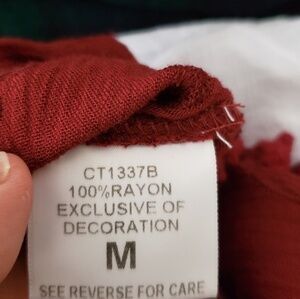 CT1337B
100%RAYON
EXCLUSIVE OF
DECORATION
M
SEE REVERSE FOR CARE